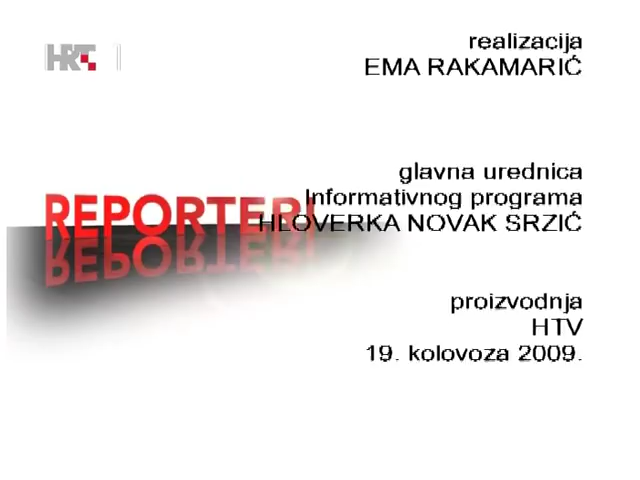 HRT
realizacija
EMA RAKAMARIĆ
glavna urednica
Informativnog programa
HLOVERKA NOVAK SRZIĆ
REPORTERI
proizvodnja
HTV
19. kolovoza 2009.